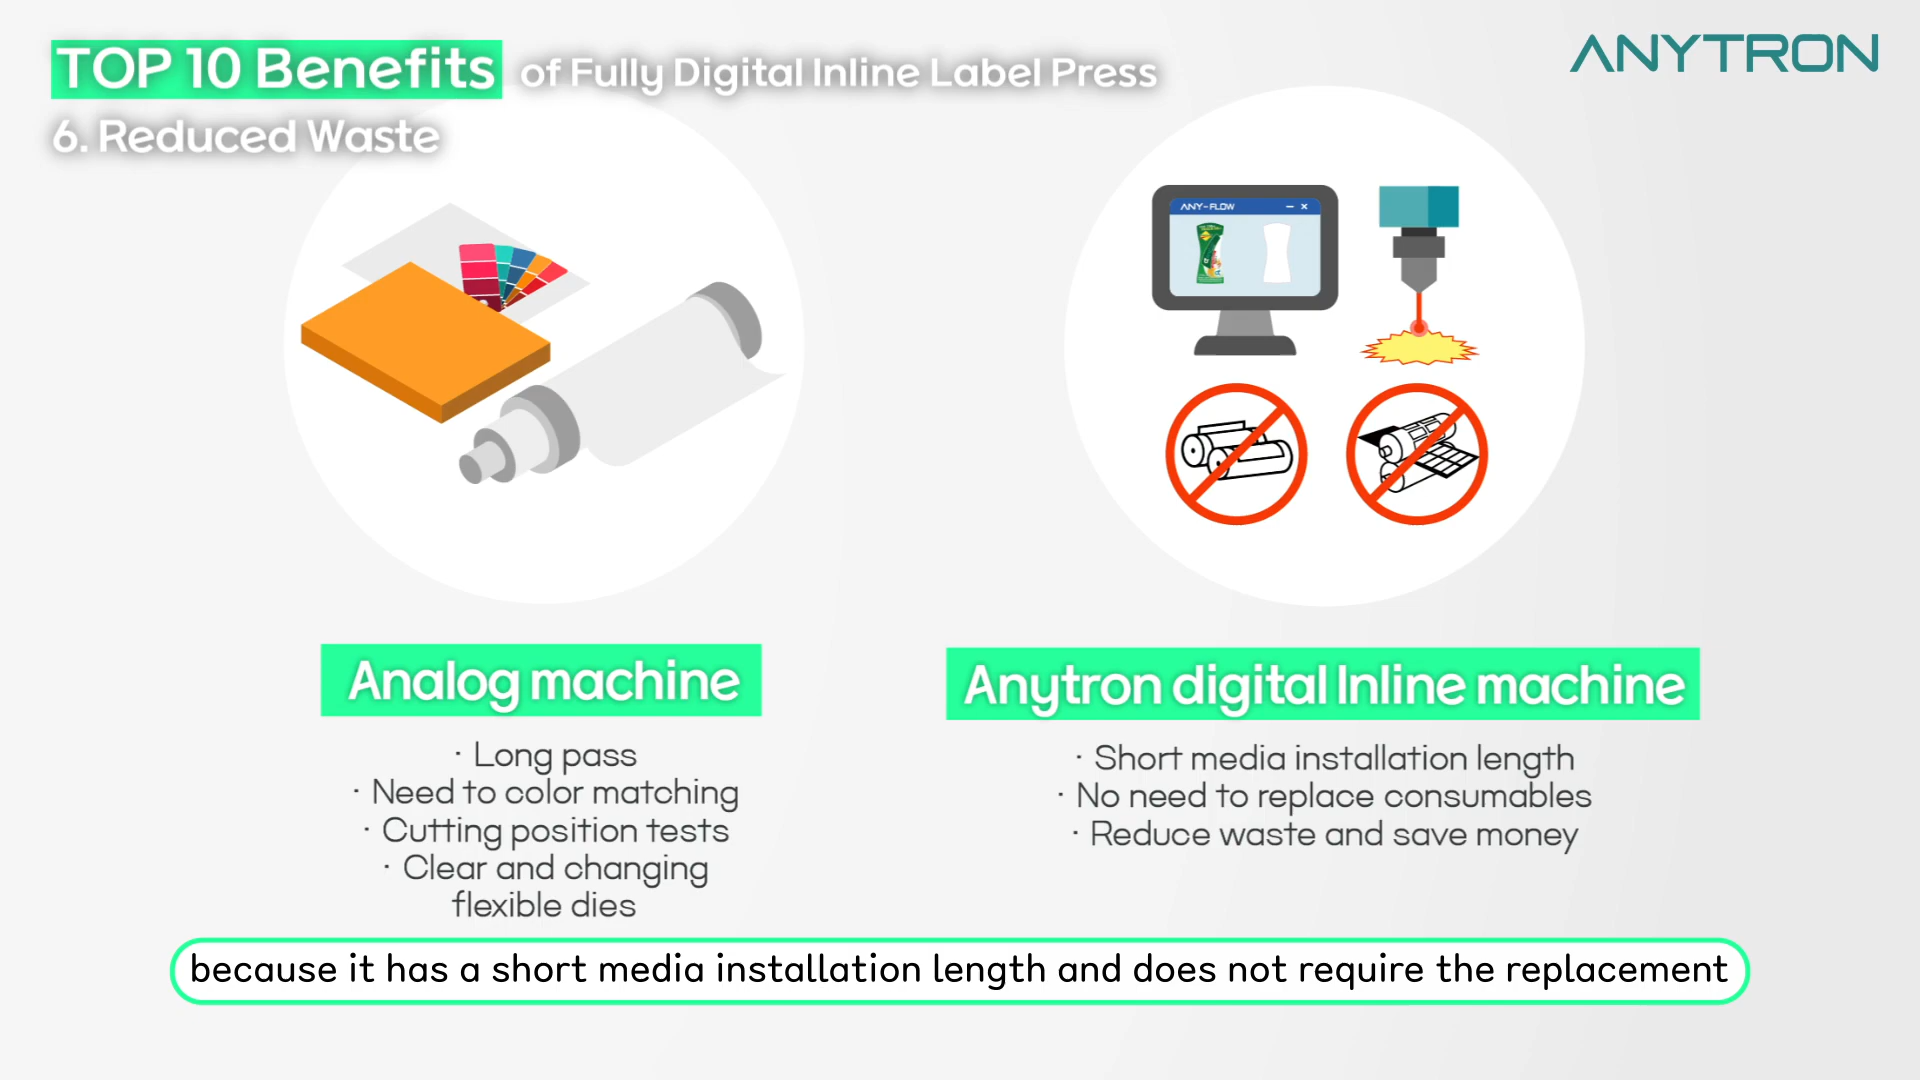 TOP 10 Benefits of Fully Digital Inline Label Press
ANYTRON
6. Reduced Waste
ANY-FLOW
Analog machine
· Long pass
· Need to color matching
· Cutting position tests
· Clear and changing
flexible dies
Anytron digital Inline machine
· Short media installation length
· No need to replace consumables
· Reduce waste and save money
because it has a short media installation length and does not require the replacement